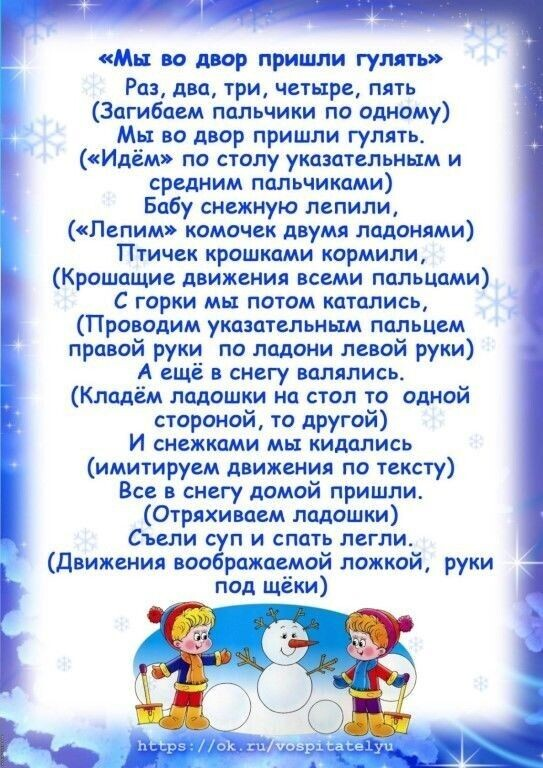 «Мы во двор пришли гулять»
Раз, два, три, четыре, пять
(Загибаем пальчики по одному)
Мы во двор пришли гулять.
(«Идём» по столу указательным и
средним пальчиками)
Бабу снежную лепили,
(«Лепим» комочек двумя ладонями)
Птичек крошками кормили,
(Крошащие движения всеми пальцами)
С горки мы потом катались,
(Проводим указательным пальцем
правой руки по ладони левой руки)
А ещё в снегу валялись.
(Кладём ладошки на стол то одной
стороной, то другой)
И снежками мы кидались
(имитируем движения по тексту)
Все в снегу домой пришли.
(Отряхиваем ладошки)
Съели суп и спать легли.
(Движения воображаемой ложкой, руки
под щёки)
https://ok.ru/vospitatelyu